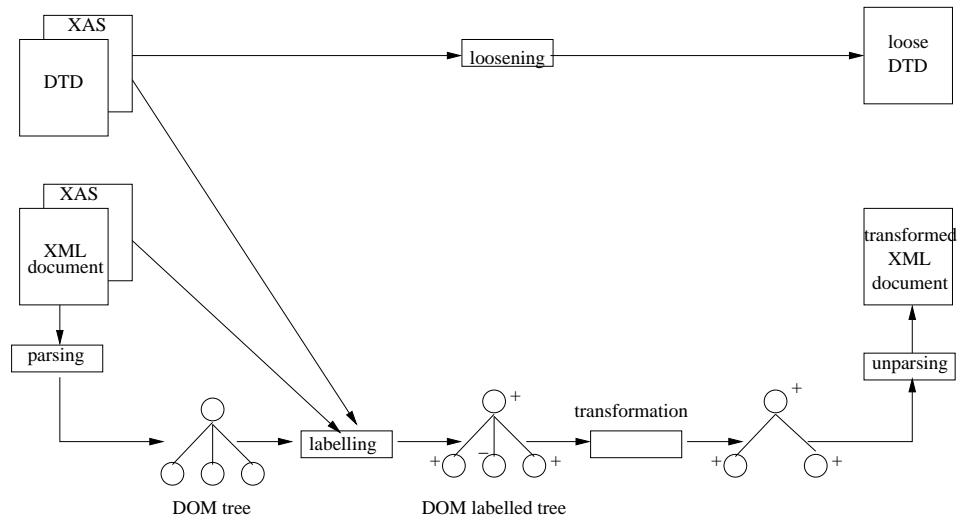 XAS
DTD
loosening
loose
DTD
XAS
XML
document
transformed
XML
document
parsing
unparsing
transformation
labelling
+
+
−
+
+
+
+
DOM tree
DOM labelled tree